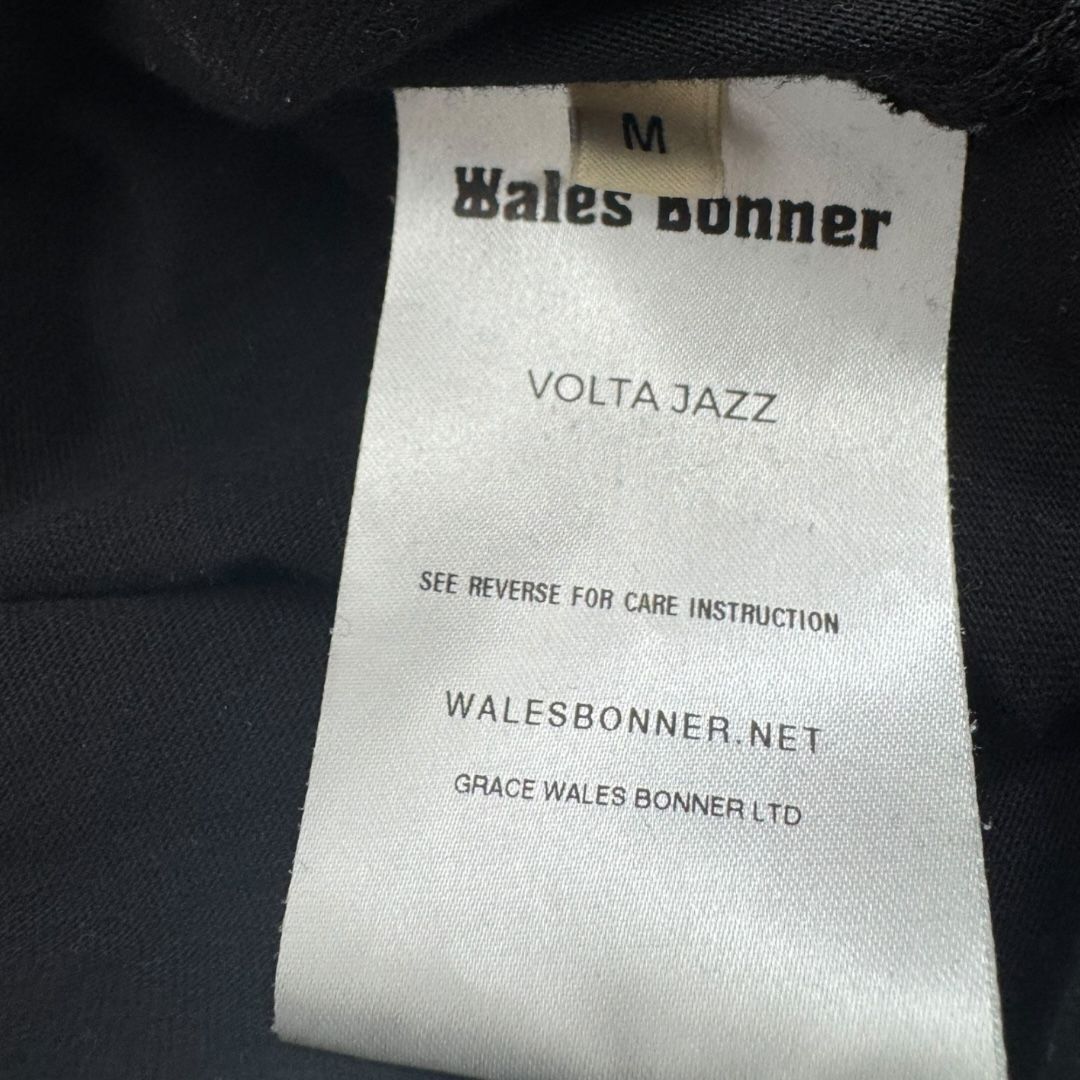 M
Wales Bonner
VOLTA JAZZ
SEE REVERSE FOR CARE INSTRUCTION
WALESBONNER.NET
GRACE WALES BONNER LTD